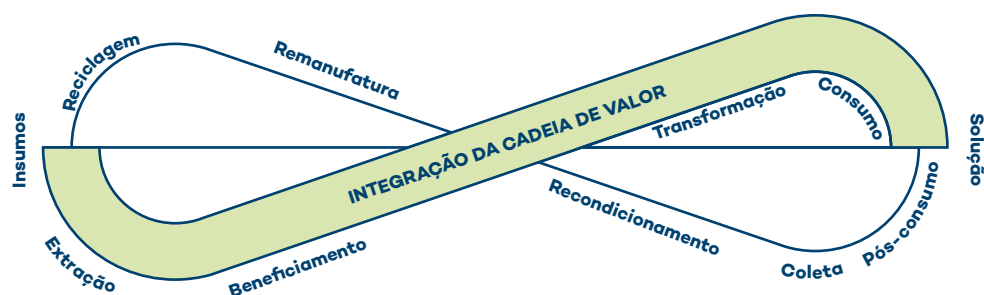 Reciclagem
Remanufatura
Insumos
INTEGRAÇÃO DA CADEIA DE VALOR
Transformação
Consumo
Solução
Extração
Beneficiamento
Recondicionamento
Coleta
Pós-consumo